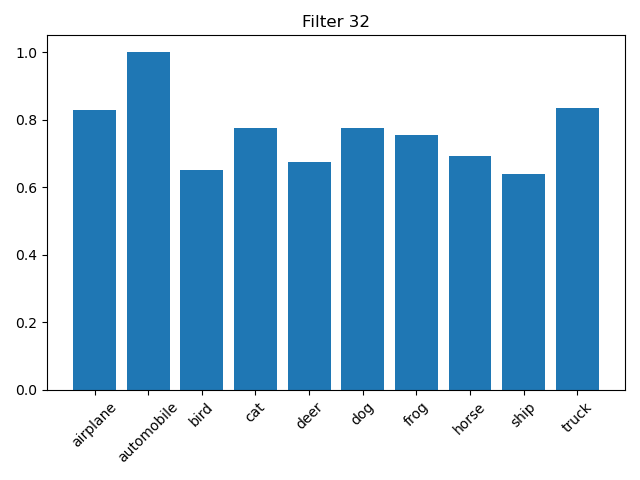 Filter 32
1.0
0.8
0.6
0.4
0.2
0.0
airplane
automobile
bird
cat
deer
dog
frog
horse
ship
truck